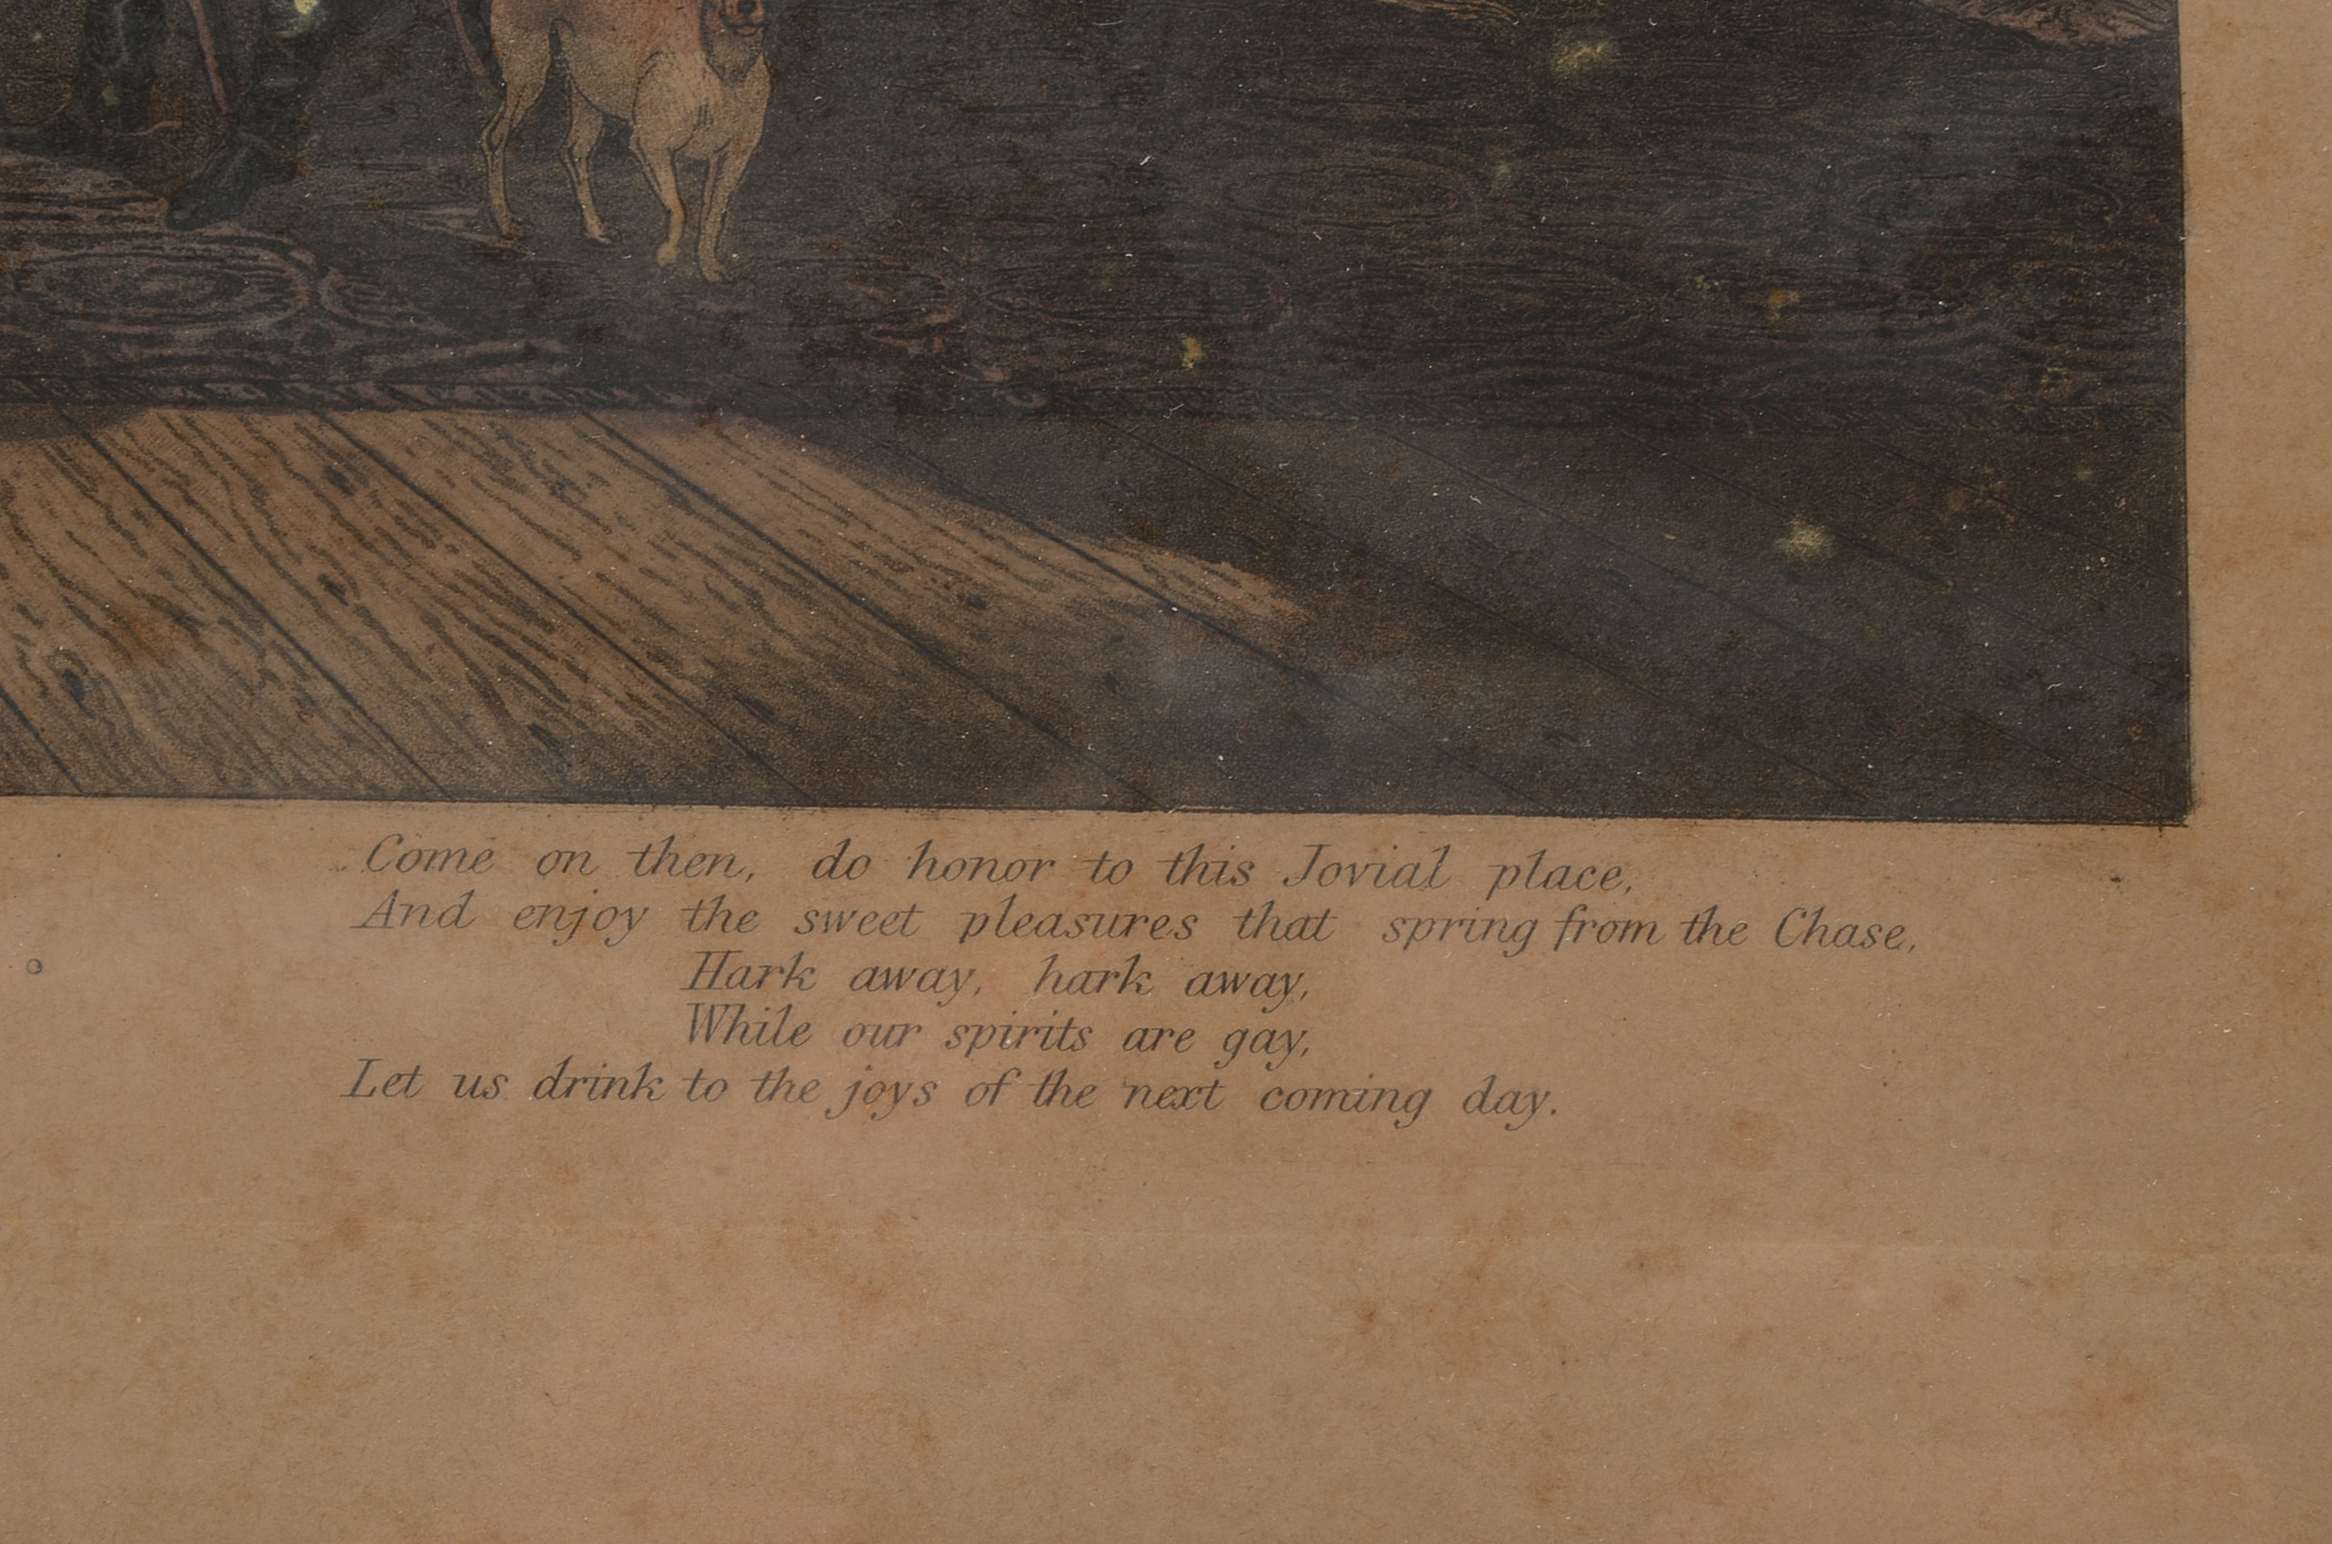 Come on then, do honor to this Jovial place,
And enjoy the sweet pleasures that spring from the Chase,
Hark away, hark away,
While our spirits are gay,
Let us drink to the joys of the next coming day.